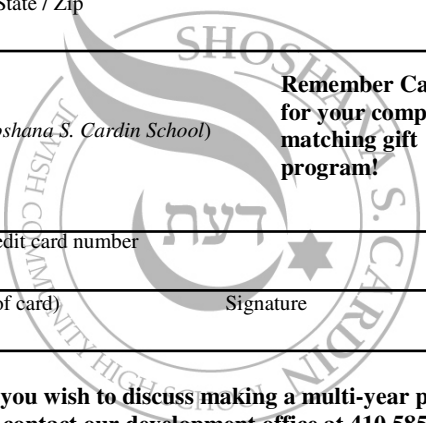 State / Zip
Remember Ca
for your comp
matching gift
program!
oshana S. Cardin School)
edit card number
of card)
Signature
you wish to discuss making a multi-year p
contact our development office at 410.585
SHOSHANA S. CARDIN
JEWISH COMMUNITY HIGH SCHOOL
דעת